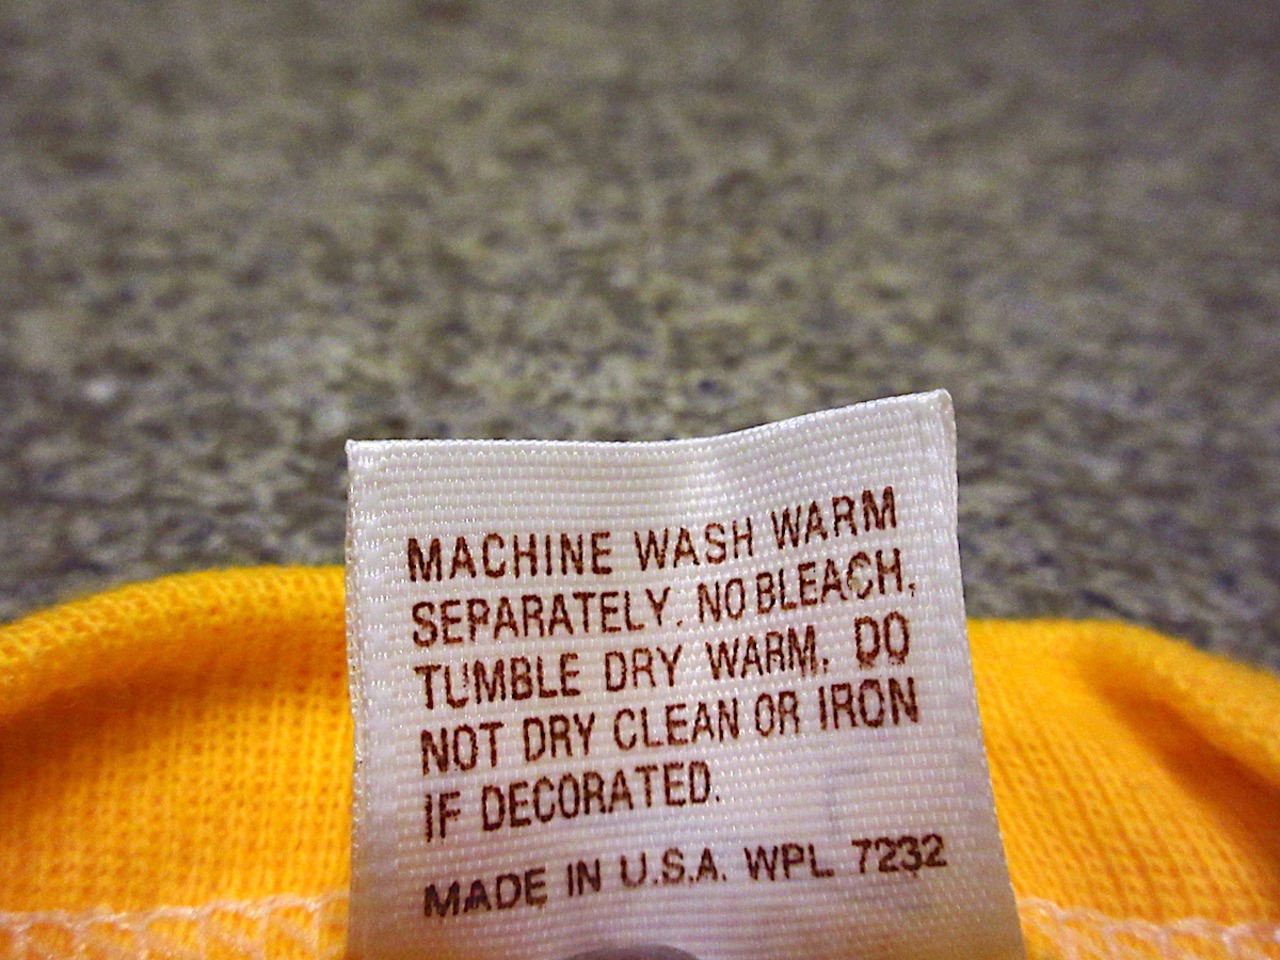 MACHINE WASH WARM
SEPARATELY. NO BLEACH,
TUMBLE DRY WARM. DO
NOT DRY CLEAN OR IRON
IF DECORATED.
MADE IN U.S.A. WPL 7232